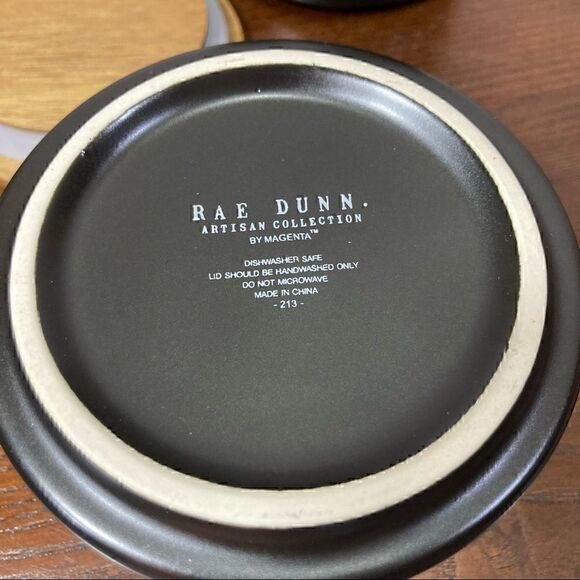 RAE DUNN.
ARTISAN COLLECTION
BY MAGENTA™
DISHWASHER SAFE
LID SHOULD BE HANDWASHED ONLY
DO NOT MICROWAVE
MADE IN CHINA
- 213 -